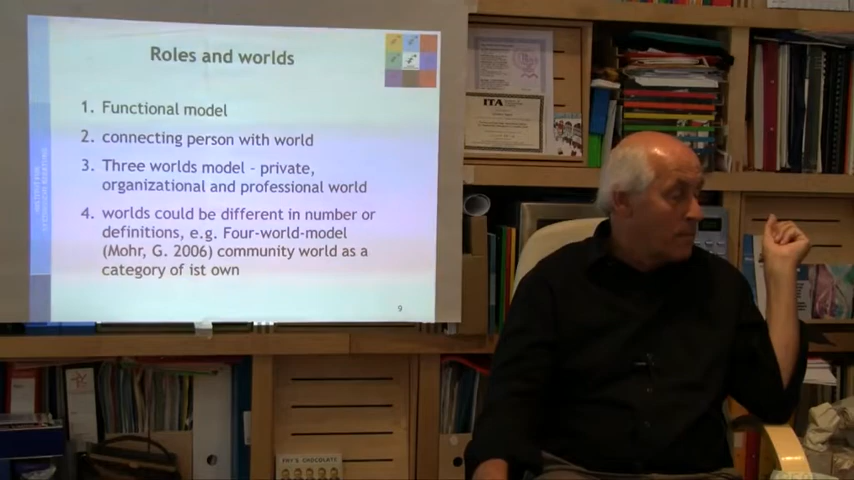 Roles and worlds
1. Functional model
2. connecting person with world
3. Three worlds model - private,
organizational and professional world
4. worlds could be different in number or
definitions, e.g. Four-world-model
(Mohr, G. 2006) community world as a
category of ist own
9
ITA
FRY'S CHOCOLATE